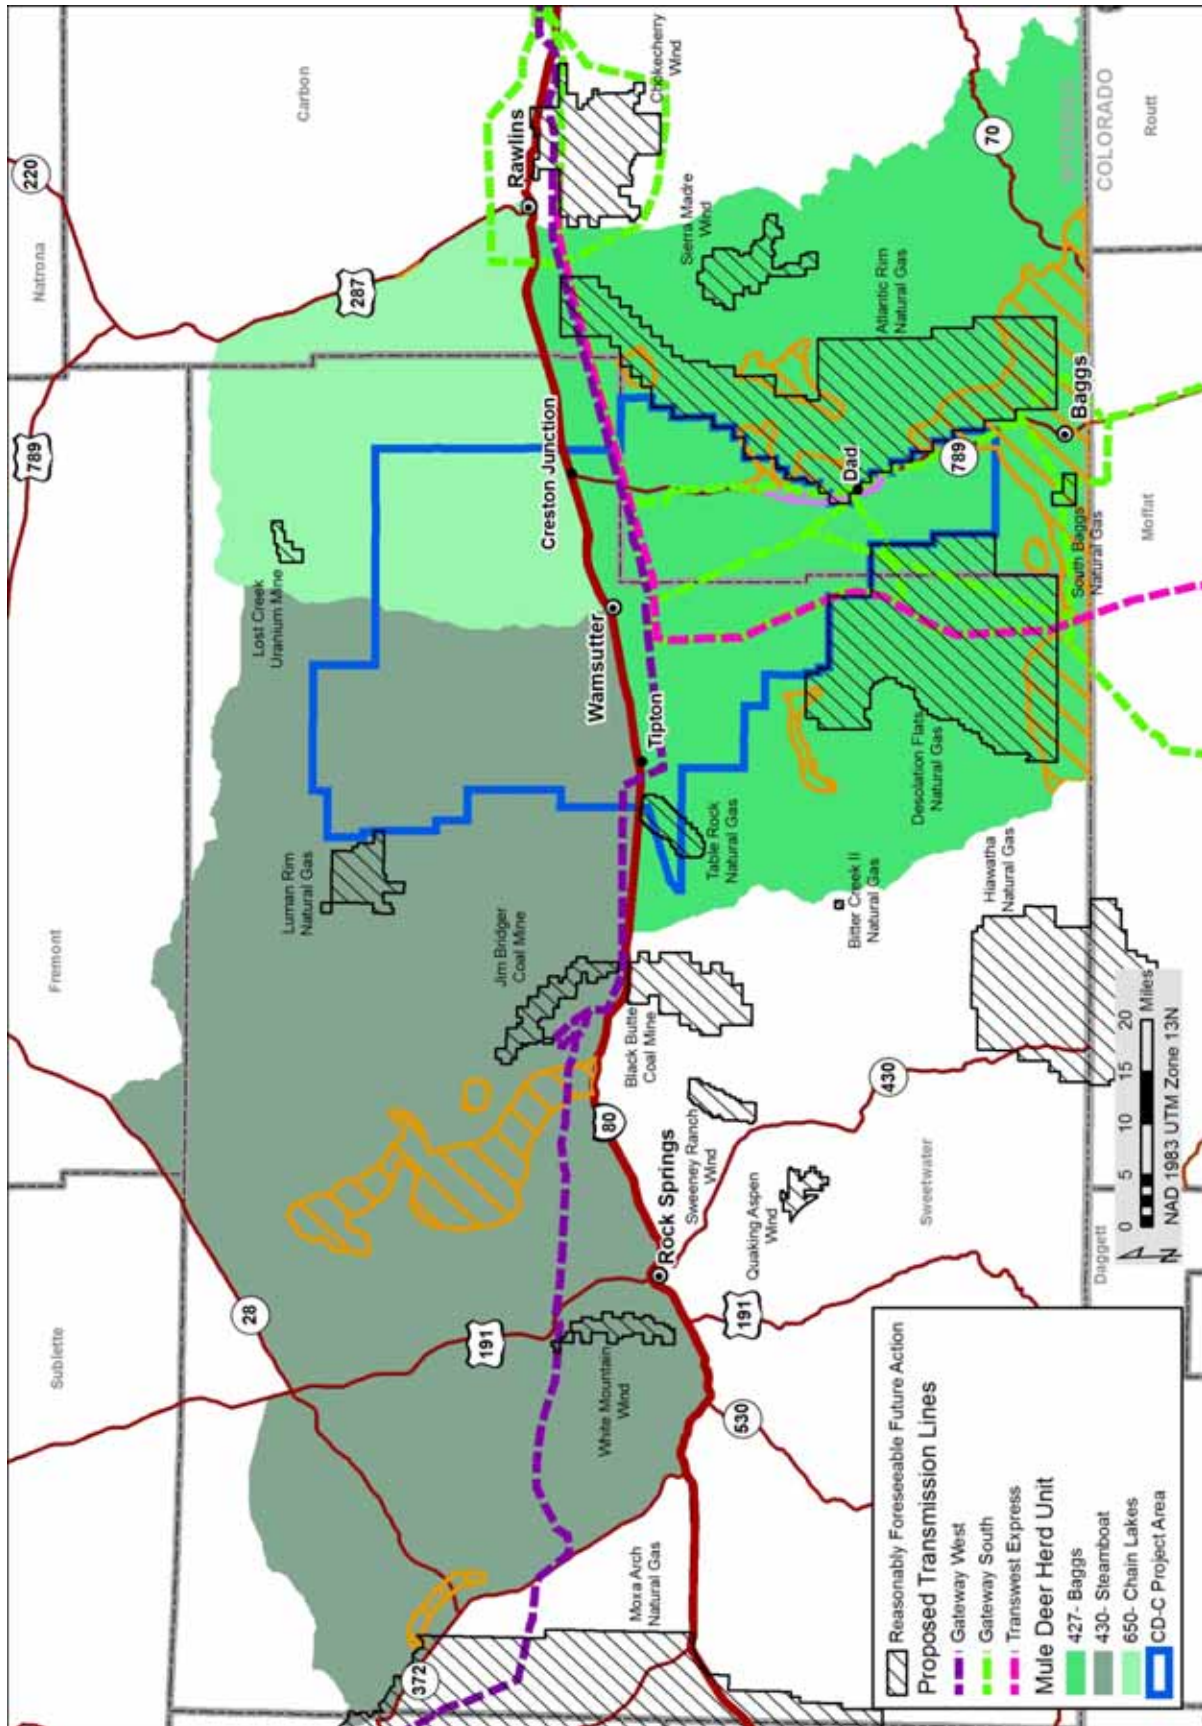 Sublette
Fremont
Natrona
Carbon
789
220
28
287
Lost Creek
Uranium Mine
Luman Rim
Natural Gas
372
191
Jim Bridger
Coal Mine
Rawlins
Creston Junction
Wamsutter
Tipton
80
White Mountain
Wind
Moxa Arch
Natural Gas
Rock Springs
Black Butte
Coal Mine
Chokecherry
Wind
Sierra Madre
Wind
Table Rock
Natural Gas
Sweeney Ranch
Wind
Quaking Aspen
Wind
191
530
430
Bitter Creek II
Natural Gas
Dad
Atlantic Rim
Natural Gas
Desolation Flats
Natural Gas
789
70
Sweetwater
Hiawatha
Natural Gas
Baggs
South Baggs
Natural Gas
WYOMING
COLORADO
Daggett
Moffat
Routt
Reasonably Foreseeable Future Action
Proposed Transmission Lines
Gateway West
Gateway South
Transwest Express
Mule Deer Herd Unit
427- Baggs
430- Steamboat
650- Chain Lakes
CD-C Project Area
0 5 10 15 20
Miles
N
NAD 1983 UTM Zone 13N